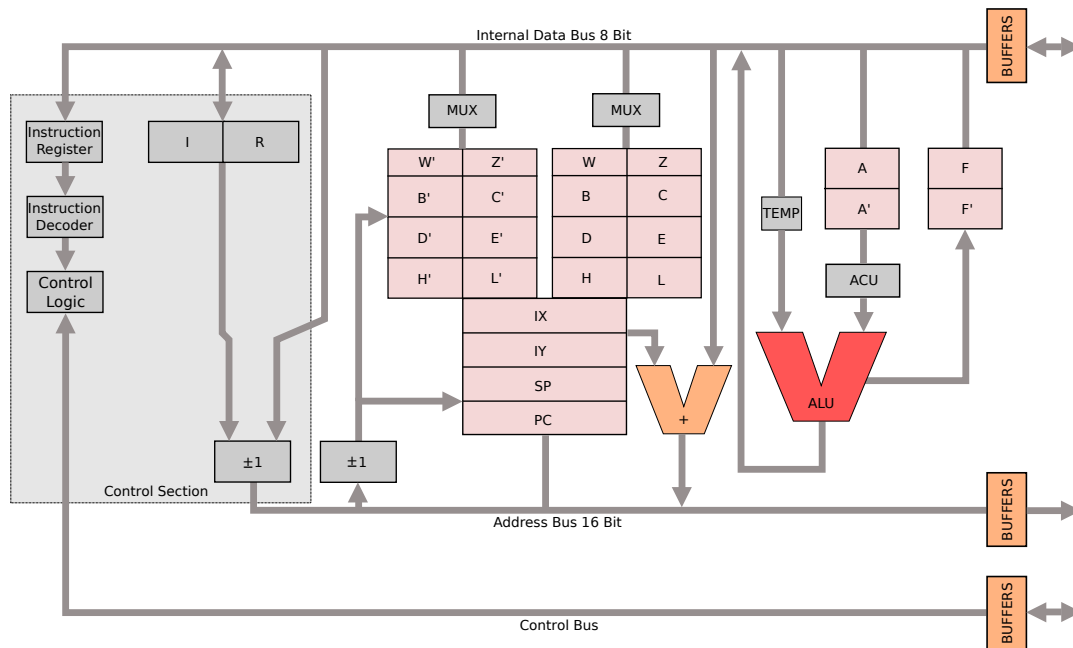 Internal Data Bus 8 Bit
BUFFERS
MUX
MUX
Instruction
Register
I
R
W'
Z'
W
Z
A
F
B'
C'
B
C
A'
F'
Instruction
Decoder
TEMP
D'
E'
D
E
Control
Logic
H'
L'
H
L
ACU
IX
IY
SP
PC
+
ALU
±1
±1
Control Section
Address Bus 16 Bit
BUFFERS
Control Bus
BUFFERS